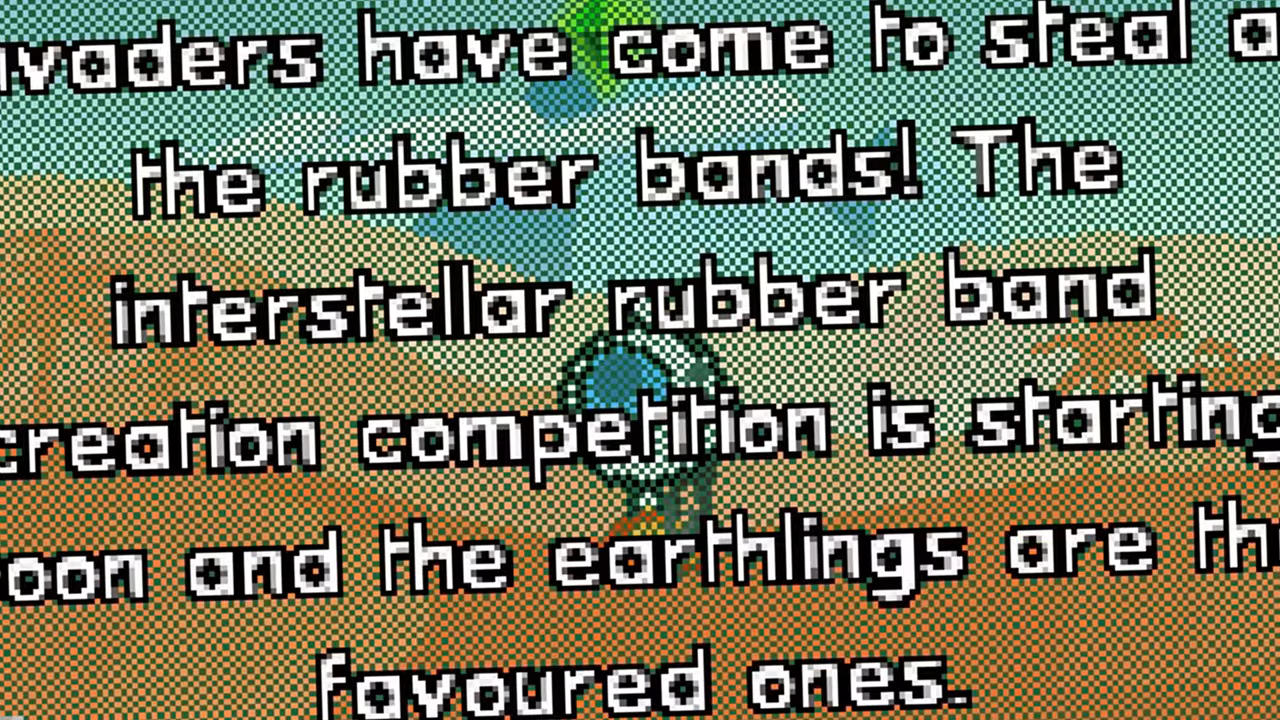 vaders have come to steal a
the rubber bands! The
interstellar rubber band
creation competition is starting
oon and the earthlings are th
favoured ones.